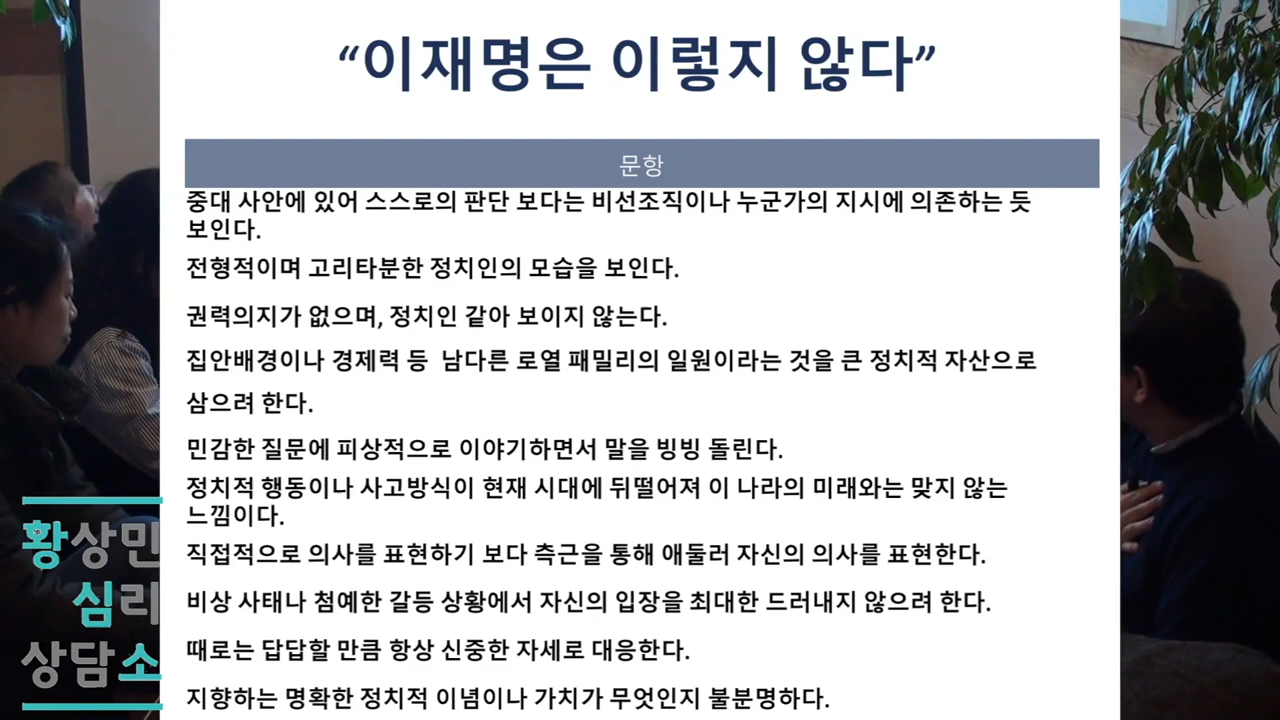 “이재명은 이렇지 않다”
문항
중대 사안에 있어 스스로의 판단 보다는 비선조직이나 누군가의 지시에 의존하는 듯
보인다.
전형적이며 고리타분한 정치인의 모습을 보인다.
권력의지가 없으며, 정치인 같아 보이지 않는다.
집안배경이나 경제력 등 남다른 로열 패밀리의 일원이라는 것을 큰 정치적 자산으로
삼으려 한다.
민감한 질문에 피상적으로 이야기하면서 말을 빙빙 돌린다.
정치적 행동이나 사고방식이 현재 시대에 뒤떨어져 이 나라의 미래와는 맞지 않는
느낌이다.
직접적으로 의사를 표현하기 보다 측근을 통해 애둘러 자신의 의사를 표현한다.
비상 사태나 첨예한 갈등 상황에서 자신의 입장을 최대한 드러내지 않으려 한다.
때로는 답답할 만큼 항상 신중한 자세로 대응한다.
지향하는 명확한 정치적 이념이나 가치가 무엇인지 불분명하다.
황상민
심리
상담소